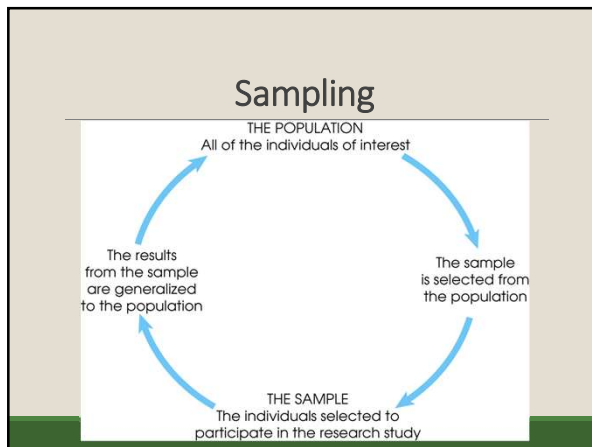 Sampling
THE POPULATION
All of the individuals of interest
The sample
is selected from
the population
THE SAMPLE
The individuals selected to
participate in the research study
The results
from the sample
are generalized
to the population